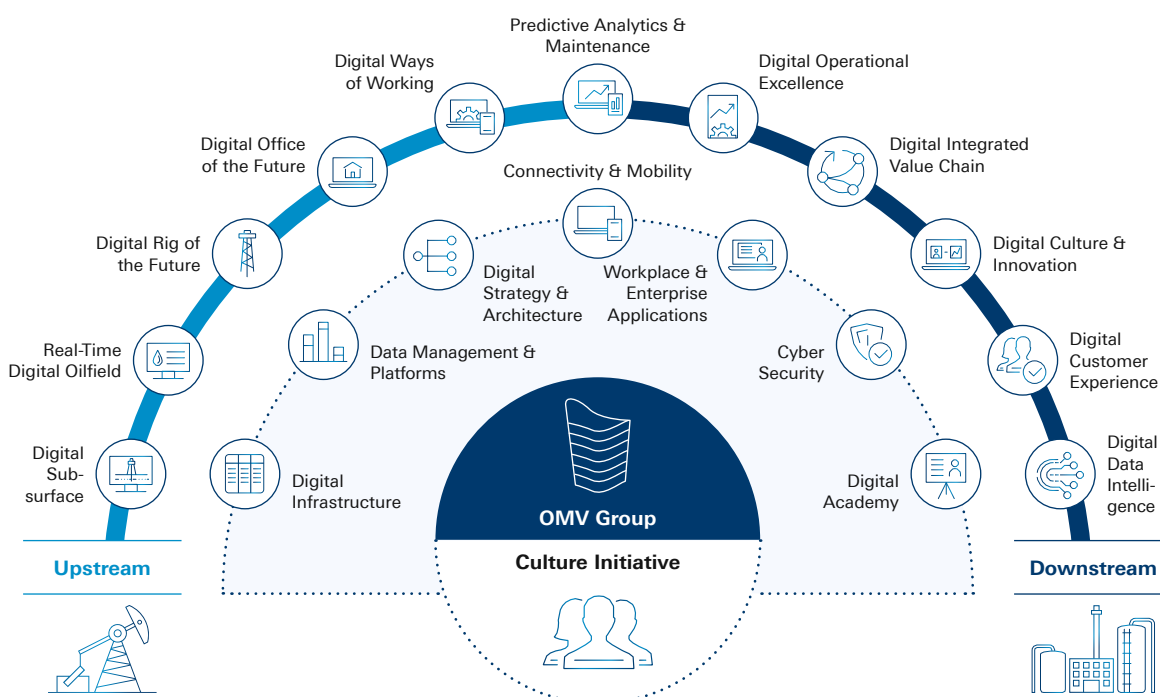 Predictive Analytics &
Maintenance
Digital Ways
of Working
Digital Operational
Excellence
Digital Office
of the Future
Digital Integrated
Value Chain
Connectivity & Mobility
Digital Rig of
the Future
Digital Culture &
Innovation
Digital
Strategy &
Architecture
Workplace &
Enterprise
Applications
Real-Time
Digital Oilfield
Data Management &
Platforms
Cyber
Security
Digital
Customer
Experience
Digital
Sub-
surface
Digital
Infrastructure
Digital
Academy
Digital
Data
Intelli-
gence
OMV Group
Culture Initiative
Upstream
Downstream